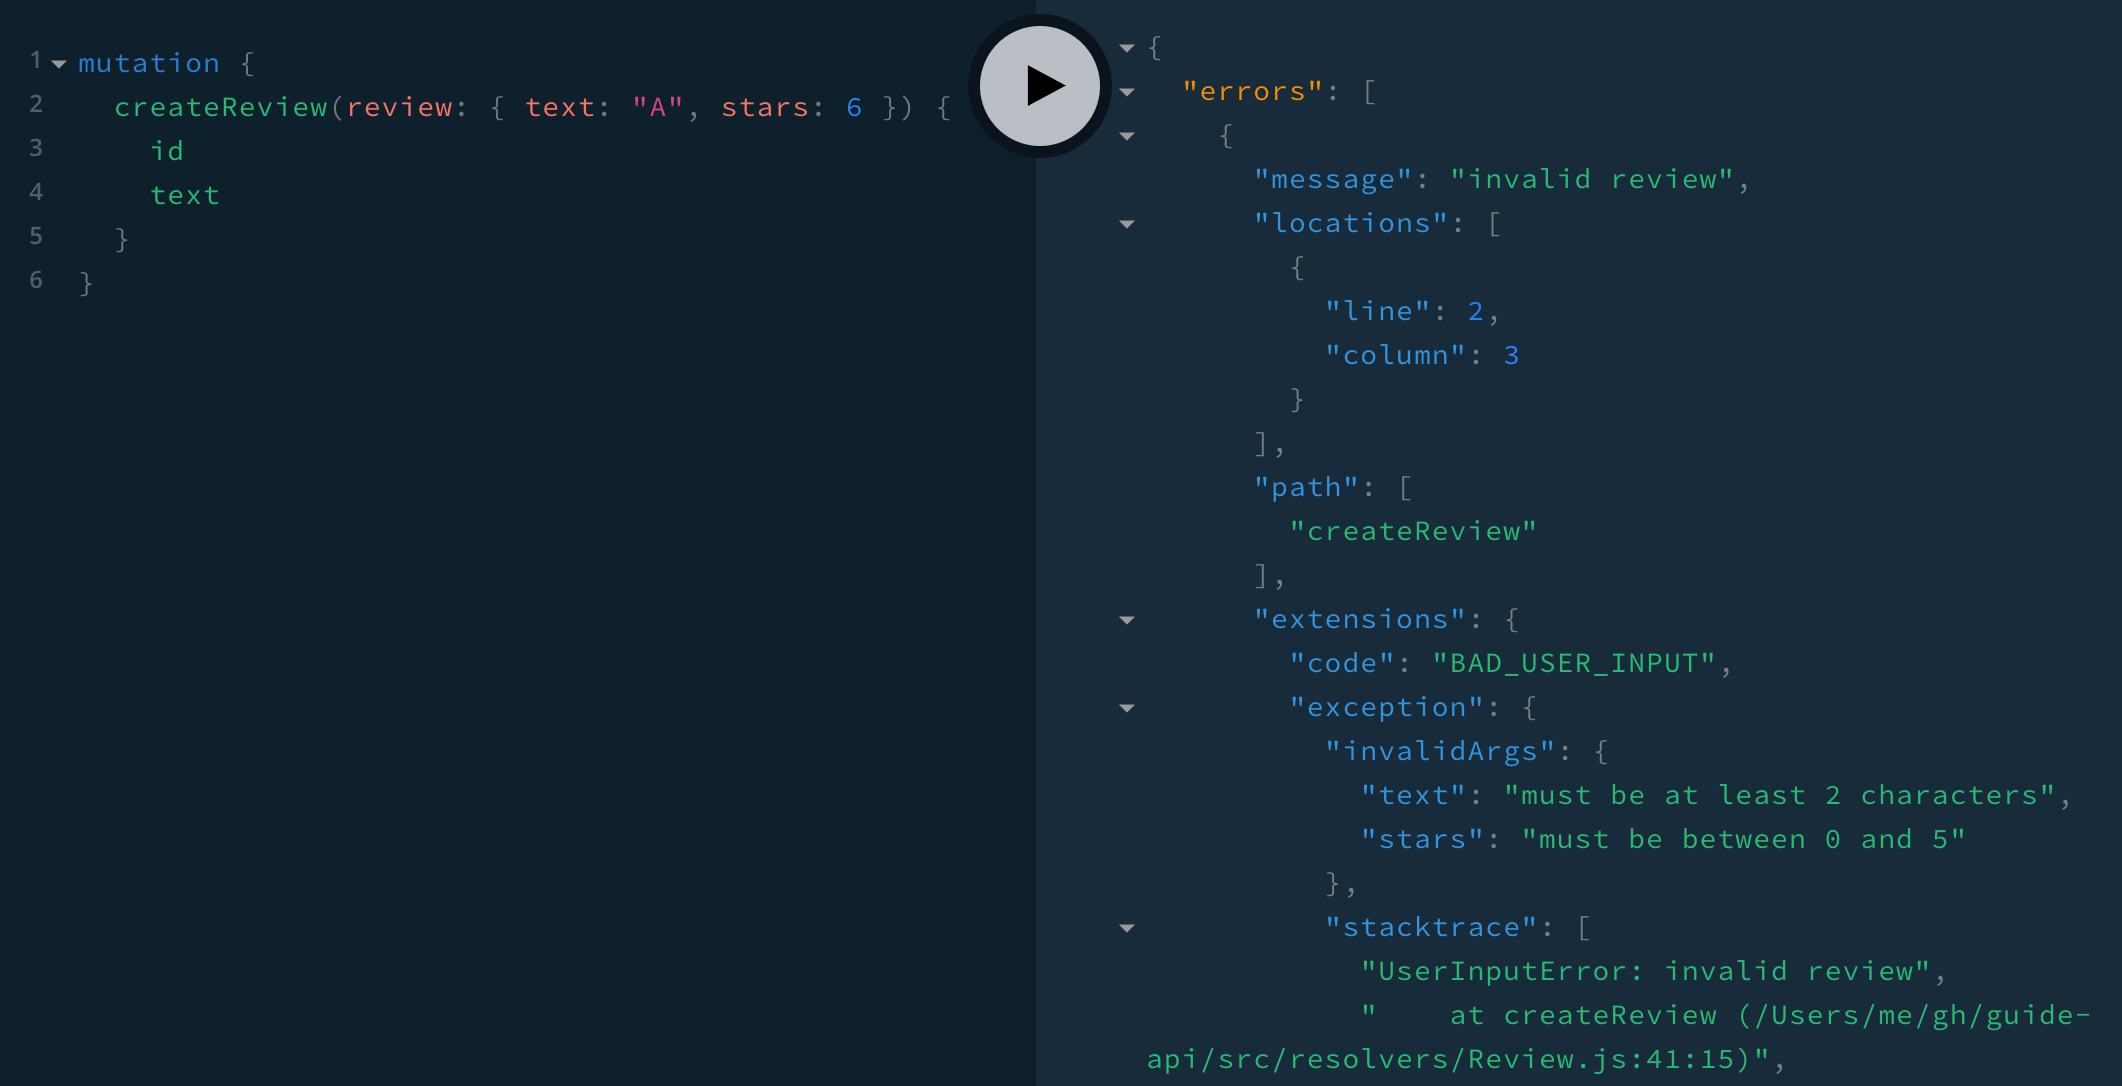 1 mutation {
2   createReview(review: { text: "A", stars: 6 }) {
3     id
4     text
5   }
6 }
{
  "errors": [
    {
      "message": "invalid review",
      "locations": [
        {
          "line": 2,
          "column": 3
        }
      ],
      "path": [
        "createReview"
      ],
      "extensions": {
        "code": "BAD_USER_INPUT",
        "exception": {
          "invalidArgs": {
            "text": "must be at least 2 characters",
            "stars": "must be between 0 and 5"
          },
          "stacktrace": [
            "UserInputError: invalid review",
            "    at createReview (/Users/me/gh/guide-
api/src/resolvers/Review.js:41:15)",